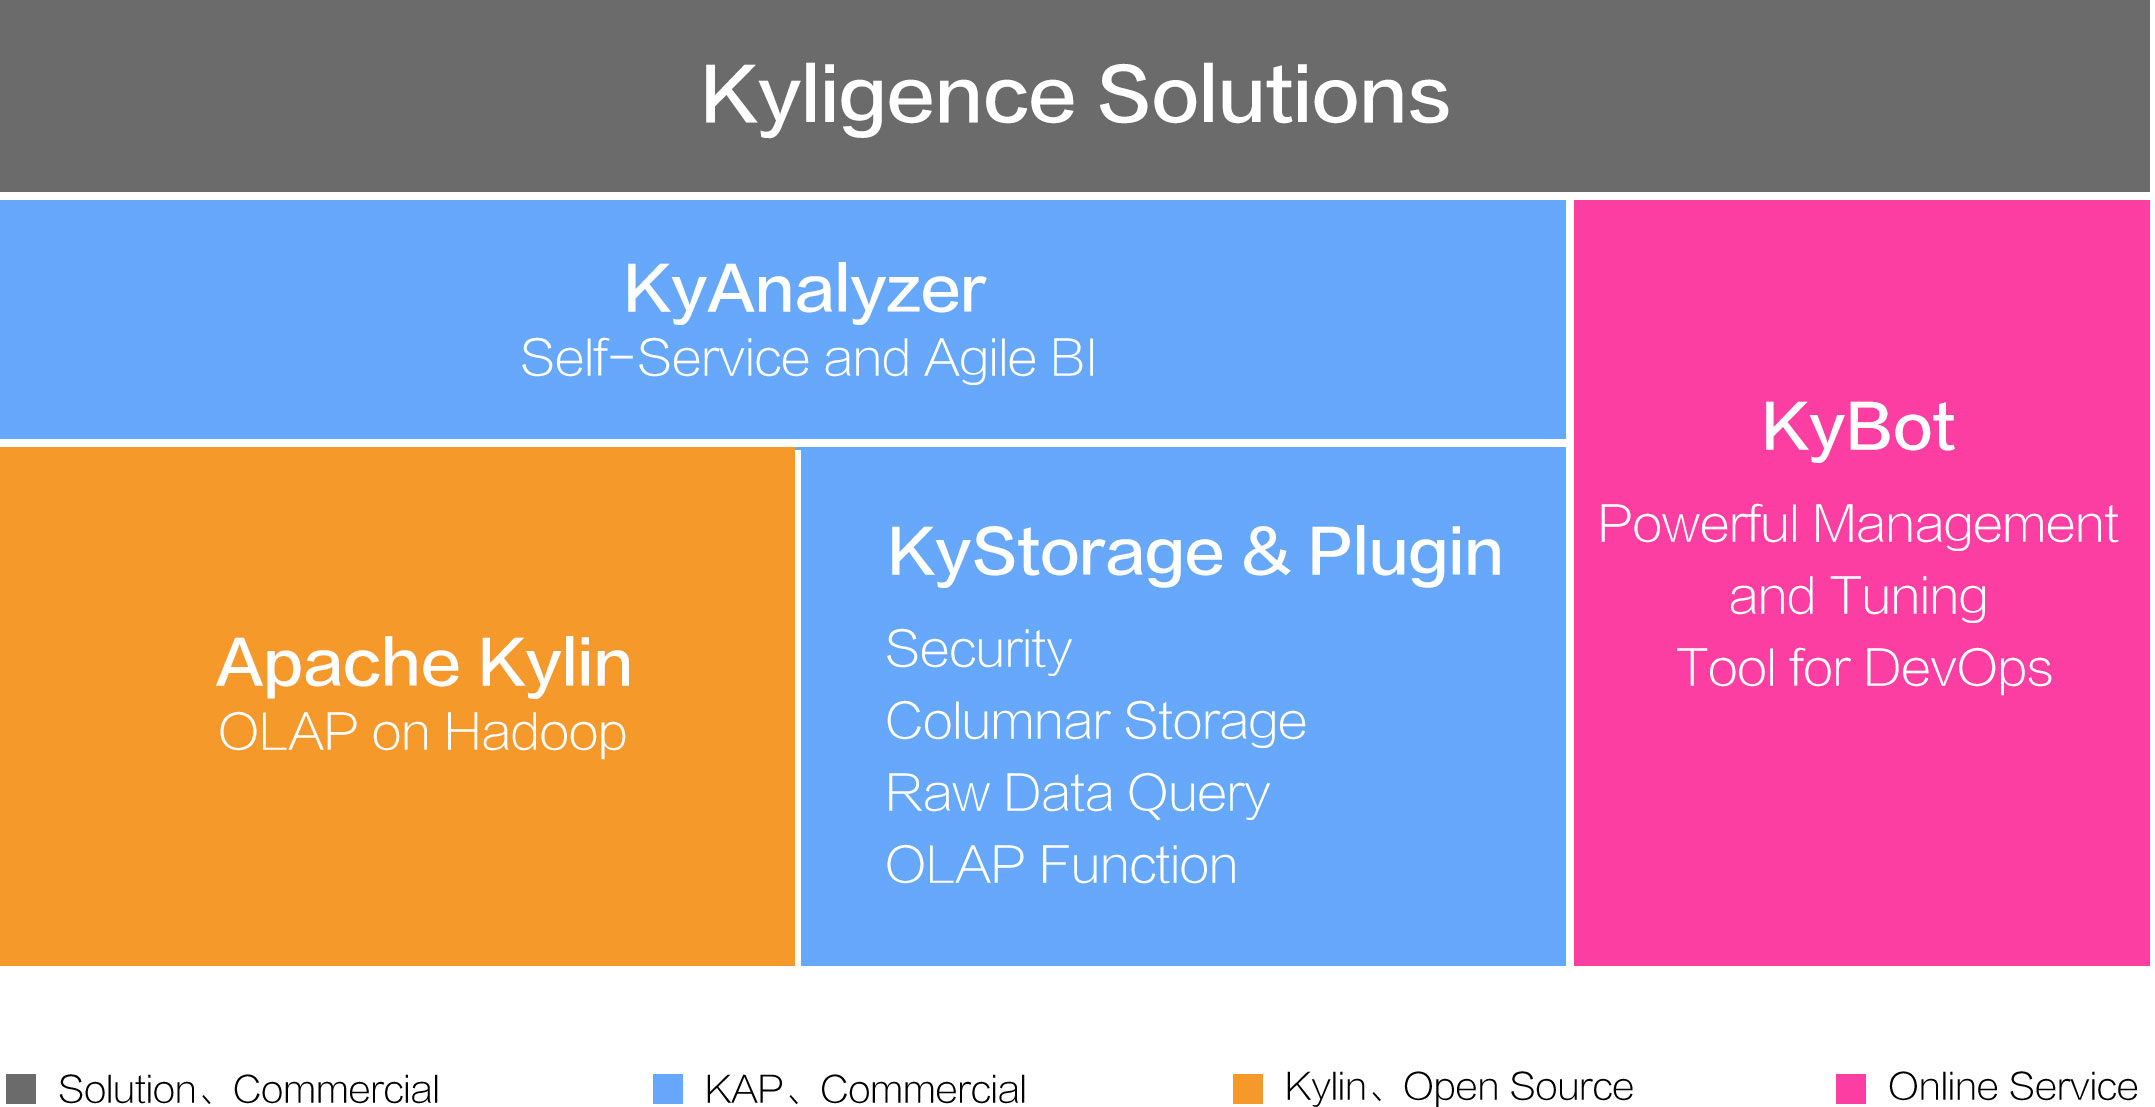 Kyligence Solutions
KyAnalyzer
Self-Service and Agile BI
KyBot
Powerful Management
and Tuning
Tool for DevOps
Apache Kylin
OLAP on Hadoop
KyStorage & Plugin
Security
Columnar Storage
Raw Data Query
OLAP Function
Solution、Commercial
KAP、Commercial
Kylin、Open Source
Online Service